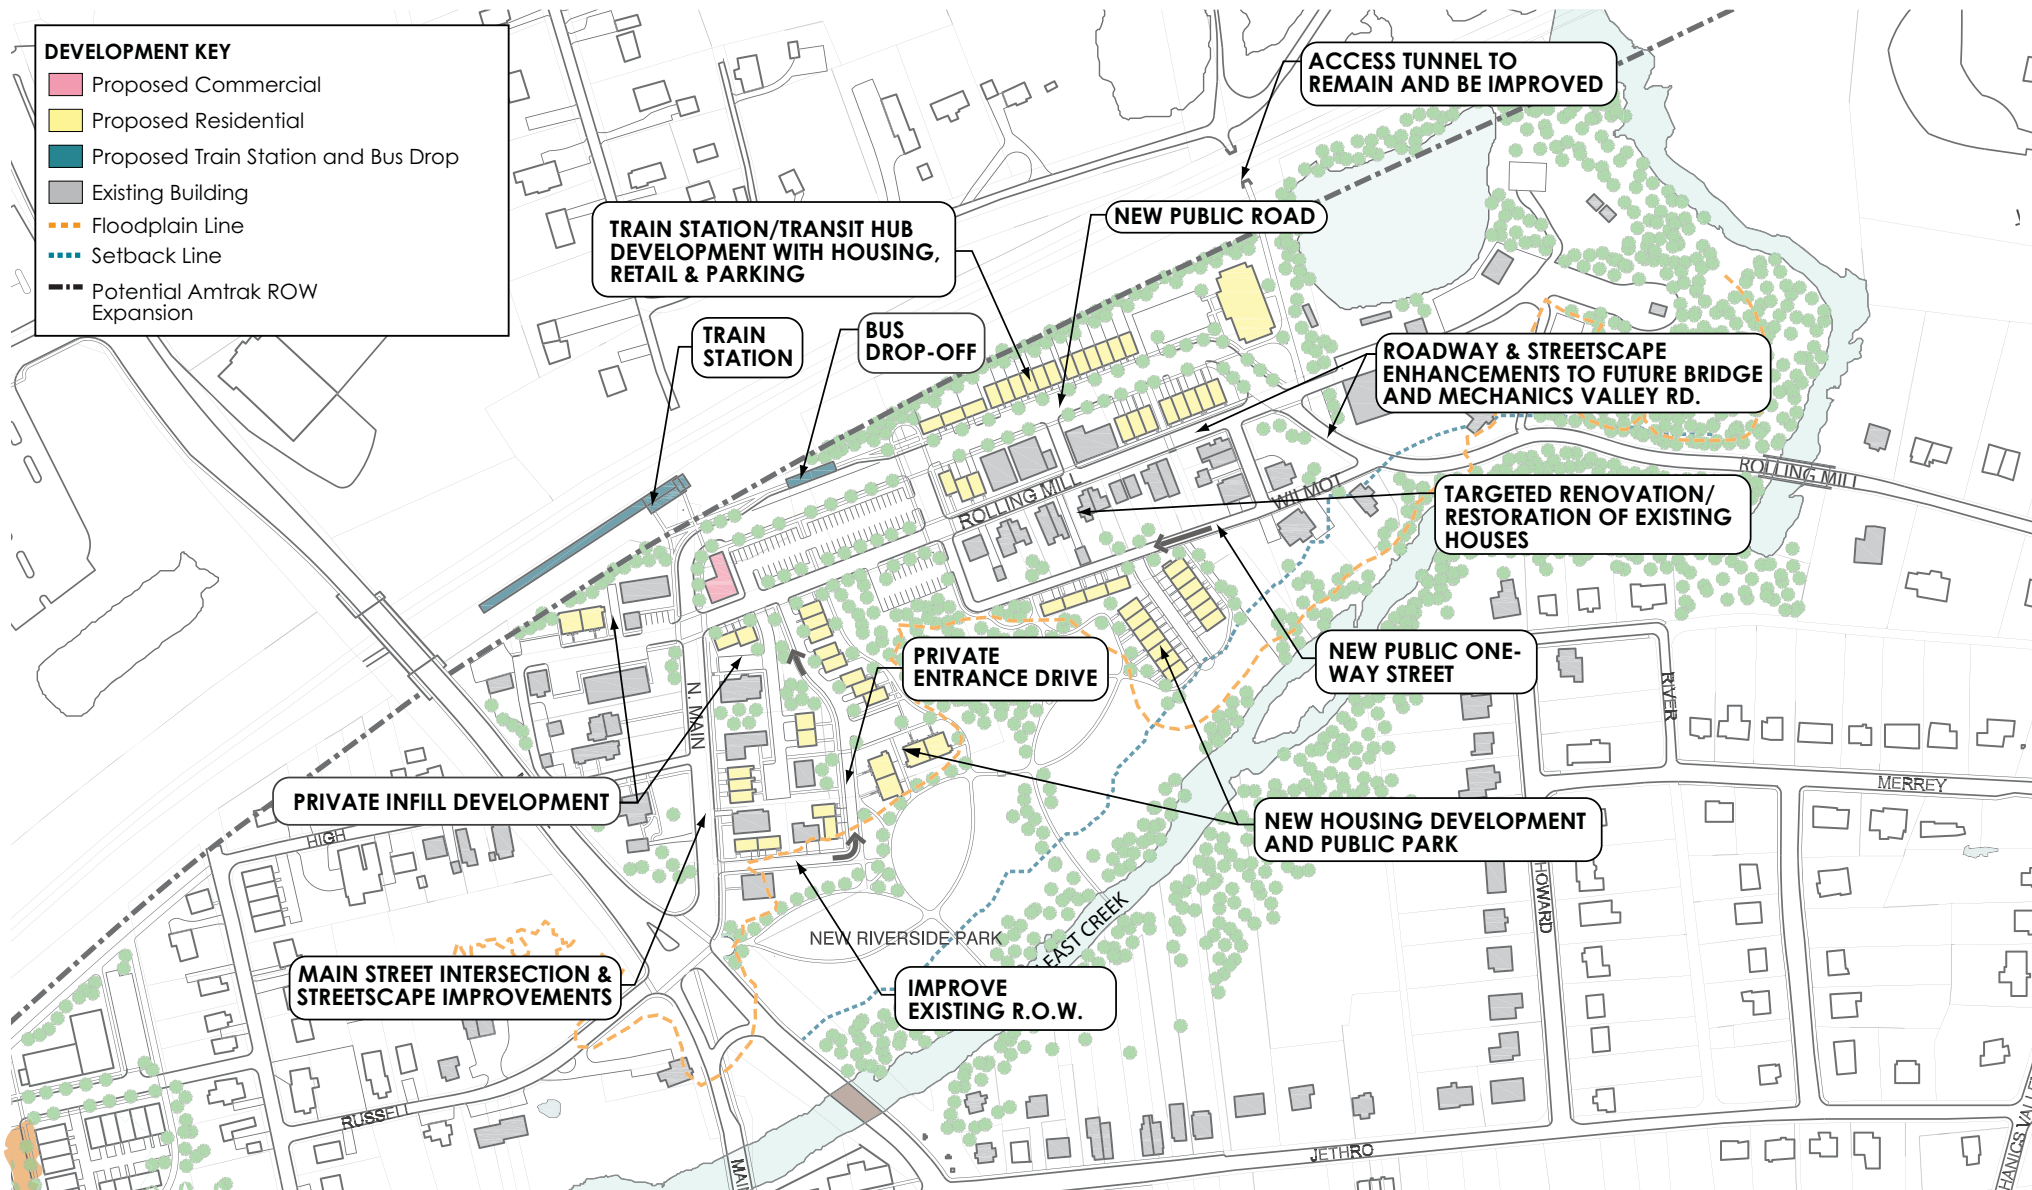 DEVELOPMENT KEY
Proposed Commercial
Proposed Residential
Proposed Train Station and Bus Drop
Existing Building
Floodplain Line
Setback Line
Potential Amtrak ROW
Expansion
ACCESS TUNNEL TO
REMAIN AND BE IMPROVED
TRAIN STATION/TRANSIT HUB
DEVELOPMENT WITH HOUSING,
RETAIL & PARKING
NEW PUBLIC ROAD
TRAIN
STATION
BUS
DROP-OFF
ROADWAY & STREETSCAPE
ENHANCEMENTS TO FUTURE BRIDGE
AND MECHANICS VALLEY RD.
ROLLING MILL
ROLLING MILL
WILMOT
TARGETED RENOVATION/
RESTORATION OF EXISTING
HOUSES
PRIVATE
ENTRANCE DRIVE
NEW PUBLIC ONE-
WAY STREET
N. MAIN
RIVER
PRIVATE INFILL DEVELOPMENT
HIGH
MERREY
NEW HOUSING DEVELOPMENT
AND PUBLIC PARK
HOWARD
NEW RIVERSIDE PARK
EAST CREEK
MAIN STREET INTERSECTION &
STREETSCAPE IMPROVEMENTS
IMPROVE
EXISTING R.O.W.
RUSSELL
MAIN
JETHRO